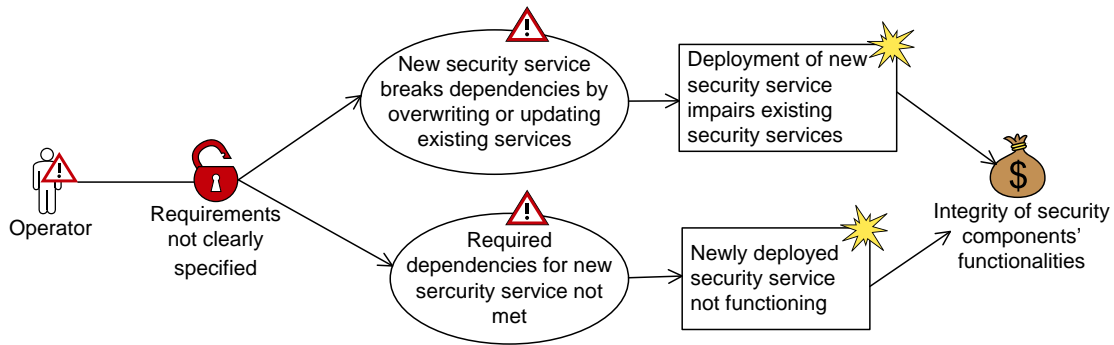 New security service
breaks dependencies by
overwriting or updating
existing services
Deployment of new
security service
impairs existing
security services
Operator
Requirements
not clearly
specified
$
Integrity of security
components'
functionalities
Required
dependencies for new
sercurity service not
met
Newly deployed
security service
not functioning